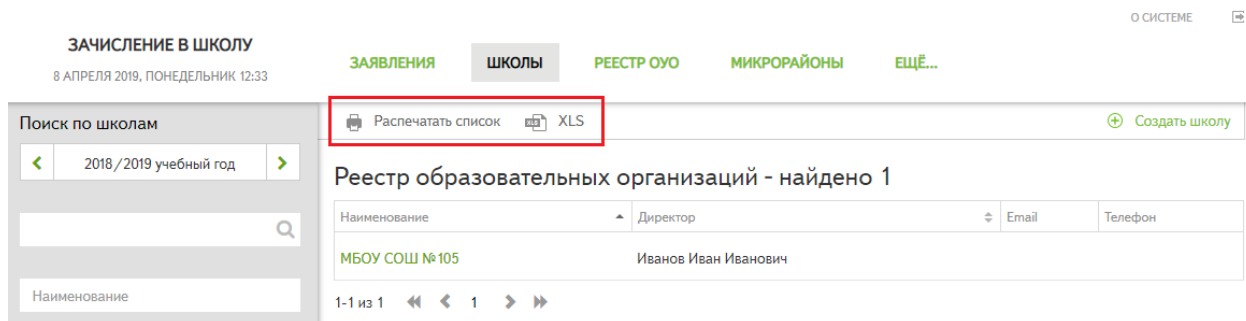 О СИСТЕМЕ
ЗАЧИСЛЕНИЕ В ШКОЛУ
8 АПРЕЛЯ 2019, ПОНЕДЕЛЬНИК 12:33
ЗАЯВЛЕНИЯ ШКОЛЫ РЕЕСТР ОУО МИКРОРАЙОНЫ ЕЩЁ...
Поиск по школам
2018/2019 учебный год
Наименование
Распечатать список XLS XLS Создать школу
Реестр образовательных организаций - найдено 1
Наименование Директор Email Телефон
МБОУ СОШ №105 Иванов Иван Иванович
1-1 из 1 1